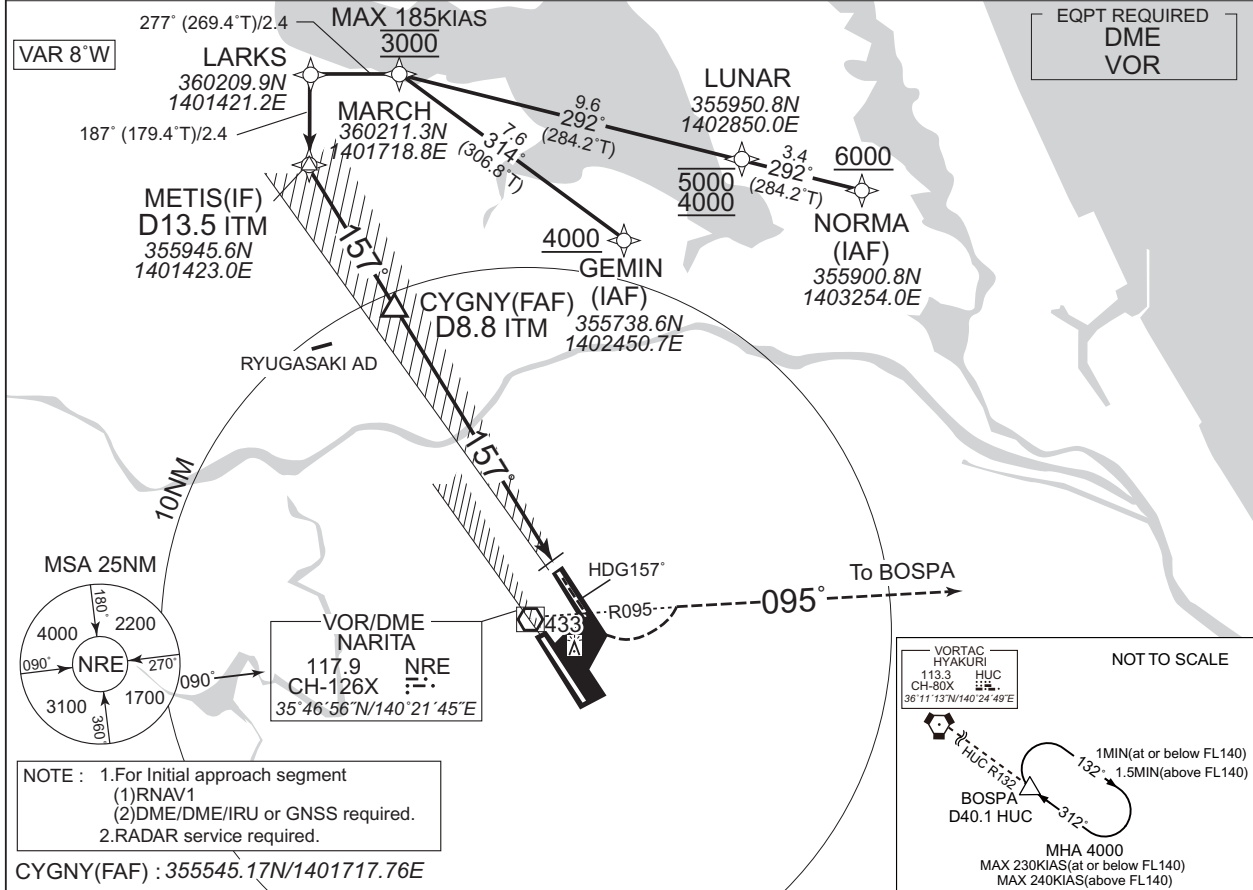 277˚ (269.4˚T)/2.4
MAX 185KIAS
3000
EQPT REQUIRED
DME
VOR
VAR 8˚W
LARKS
360209.9N
1401421.2E
187˚ (179.4˚T)/2.4
MARCH
360211.3N
1401718.8E
9.6
292˚
(284.2˚T)
7.6
314˚
(306.8˚T)
LUNAR
355950.8N
1402850.0E
3.4
292˚
(284.2˚T)
5000
4000
6000
NORMA
(IAF)
355900.8N
1403254.0E
METIS(IF)
D13.5 ITM
355945.6N
1401423.0E
157˚
4000
GEMIN
(IAF)
355738.6N
1402450.7E
CYGNY(FAF)
D8.8 ITM
RYUGASAKI AD
157˚
10NM
HDG157˚
R095
095˚
To BOSPA
433
MSA 25NM
180˚
4000
2200
090˚
NRE
270˚
3100
1700
360˚
090˚
VOR/DME
NARITA
117.9 NRE
CH-126X
35˚46´56˝N/140˚21´45˝E
VORTAC
HYAKURI
113.3 HUC
CH-80X
36˚11´13˝N/140˚24´49˝E
NOT TO SCALE
HUC R132
132˚
1MIN(at or below FL140)
1.5MIN(above FL140)
BOSPA
D40.1 HUC
312˚
MHA 4000
MAX 230KIAS(at or below FL140)
MAX 240KIAS(above FL140)
NOTE : 1.For Initial approach segment
(1)RNAV1
(2)DME/DME/IRU or GNSS required.
2.RADAR service required.
CYGNY(FAF) : 355545.17N/1401717.76E